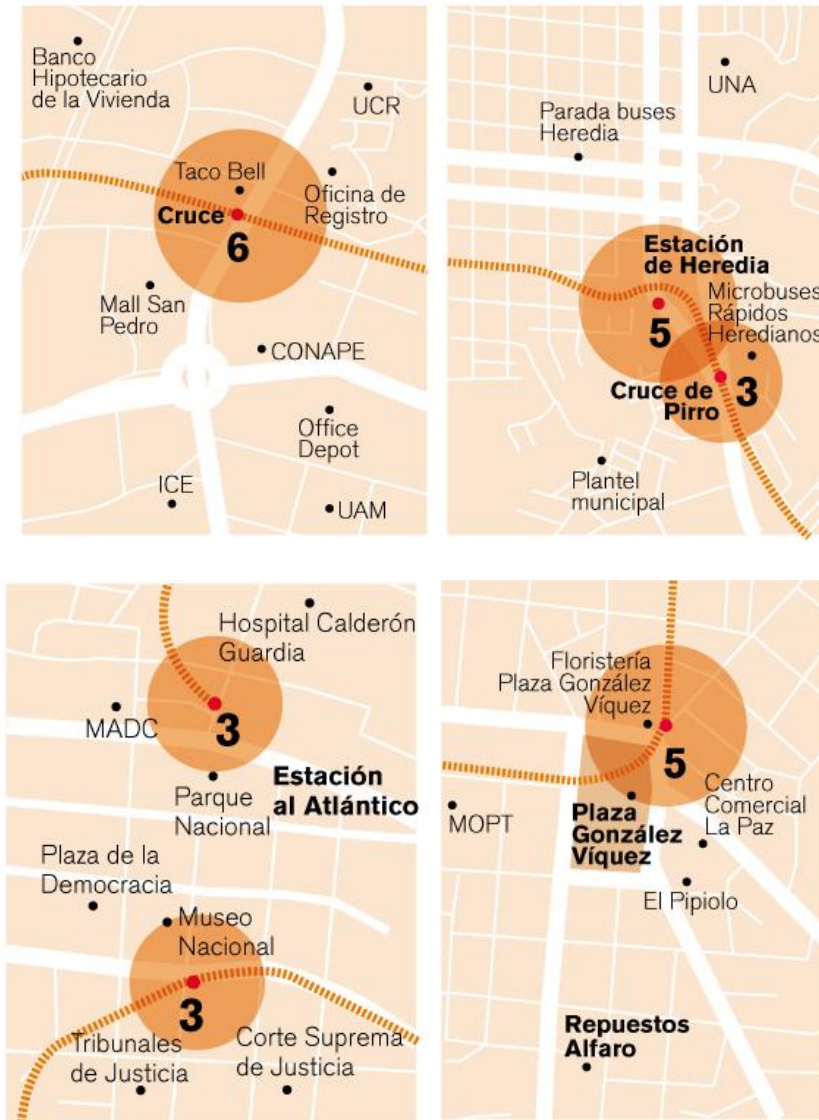 Banco
Hipotecario
de la Vivienda
UCR
Taco Bell
Oficina de
Registro
Cruce
6
Mall San
Pedro
CONAPE
Office
Depot
ICE
UAM
UNA
Parada buses
Heredia
Estación
de Heredia
Microbuses
Rápidos
Heredianos
5
Cruce de
Pirro
3
Plantel
municipal
Hospital Calderón
Guardia
MADC
3
Estación
al Atlántico
Parque
Nacional
Plaza de la
Democracia
Museo
Nacional
3
Tribunales
de Justicia
Corte Suprema
de Justicia
Floristería
Plaza González
Víquez
5
MOPT
Plaza
González
Víquez
Centro
Comercial
La Paz
El Pipiolo
Repuestos
Alfaro